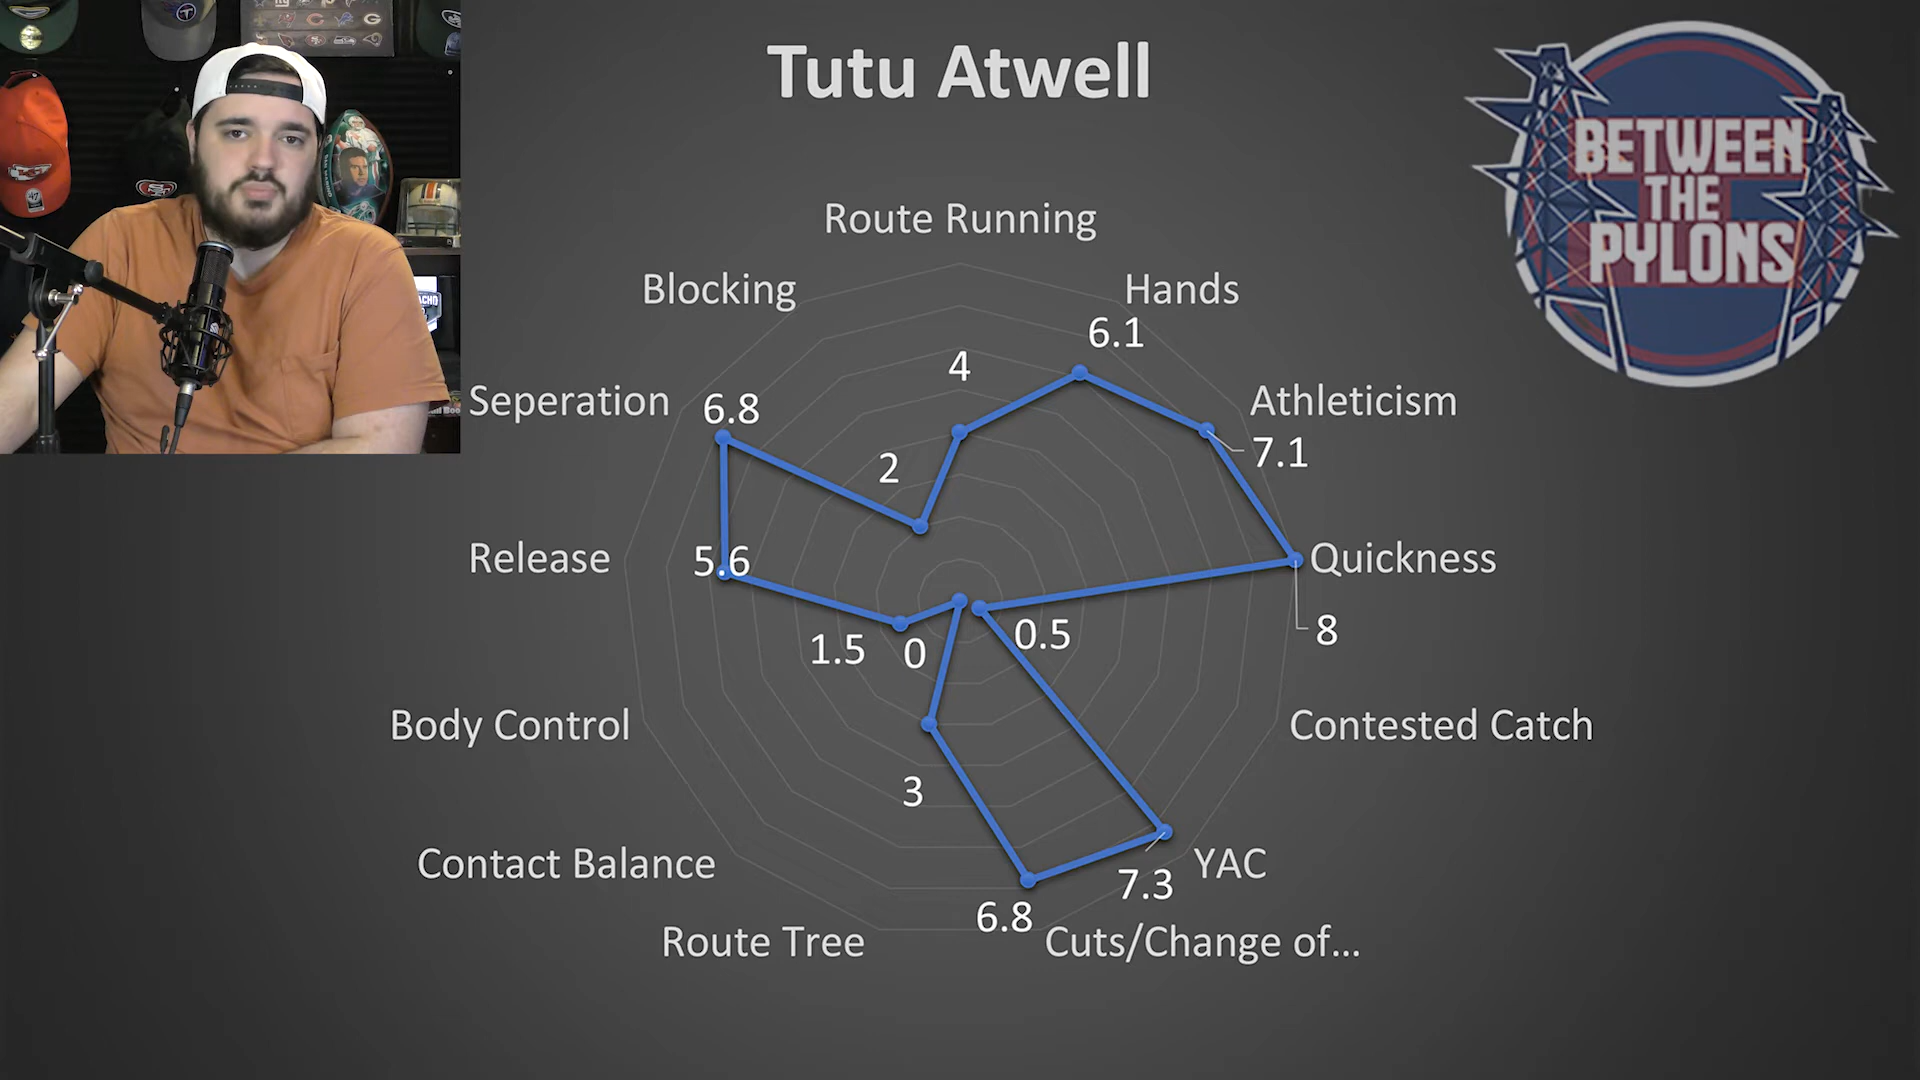 Tutu Atwell
BETWEEN
THE
PYLONS
Route Running
Blocking
Hands
6.1
4
Seperation
6.8
Athleticism
7.1
2
Release
5.6
Quickness
8
1.5
0
0.5
Body Control
Contested Catch
3
Contact Balance
7.3
YAC
6.8
Route Tree
Cuts/Change of...